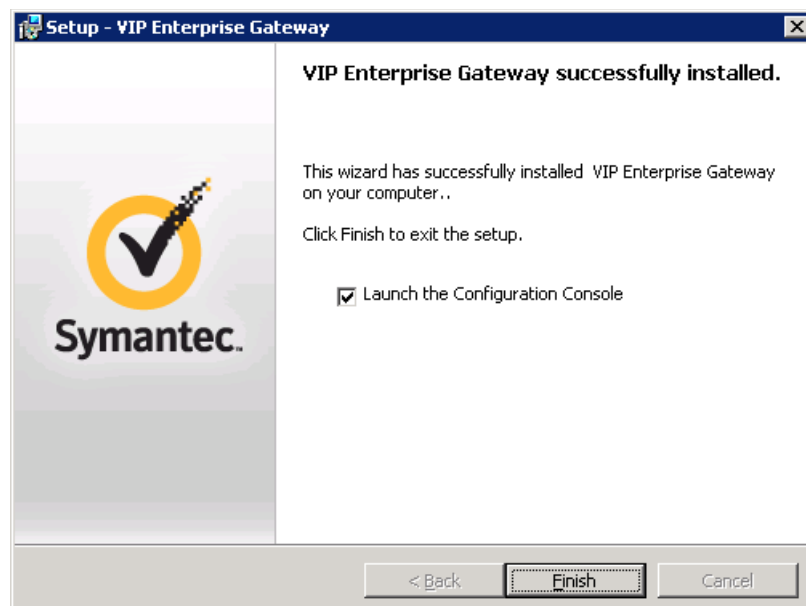 Setup - VIP Enterprise Gateway
VIP Enterprise Gateway successfully installed.
This wizard has successfully installed VIP Enterprise Gateway
on your computer..
Click Finish to exit the setup.
Launch the Configuration Console
Symantec.
< Back
Finish
Cancel